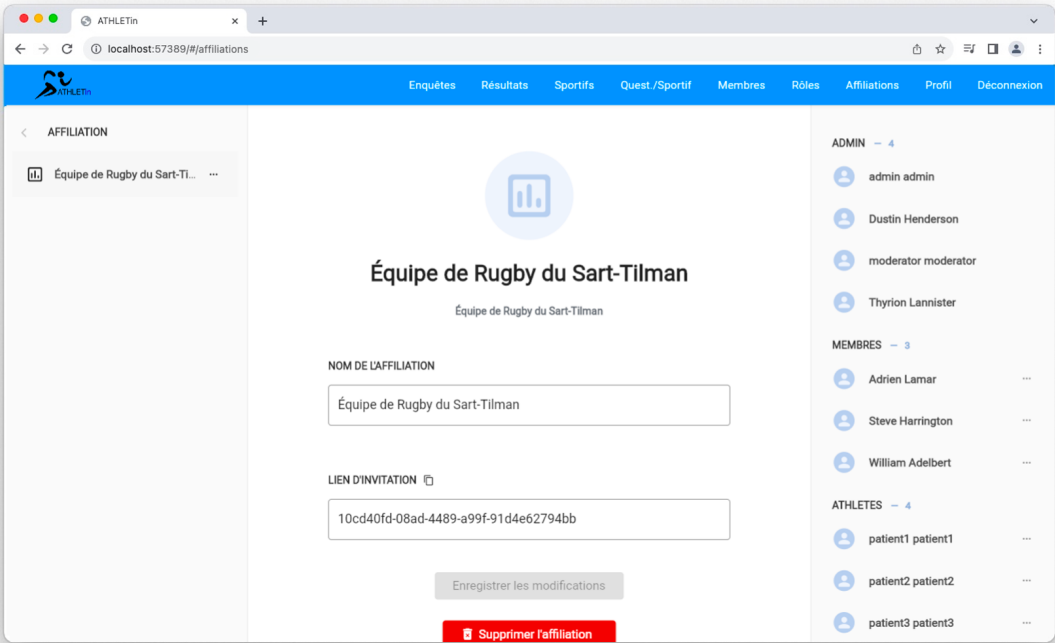 ATHLETin
localhost:57389/#/affiliations
ATHLETin
Enquêtes Résultats Sportifs Quest./Sportif Membres Rôles Affiliations Profil Déconnexion
AFFILIATION
Équipe de Rugby du Sart-Ti...
Équipe de Rugby du Sart-Tilman
Équipe de Rugby du Sart-Tilman
NOM DE L'AFFILIATION
Équipe de Rugby du Sart-Tilman
LIEN D'INVITATION
10cd40fd-08ad-4489-a99f-91d4e62794bb
Enregistrer les modifications
Supprimer l'affiliation
ADMIN – 4
admin admin
Dustin Henderson
moderator moderator
Thyrion Lannister
MEMBRES – 3
Adrien Lamar
Steve Harrington
William Adelbert
ATHLETES – 4
patient1 patient1
patient2 patient2
patient3 patient3